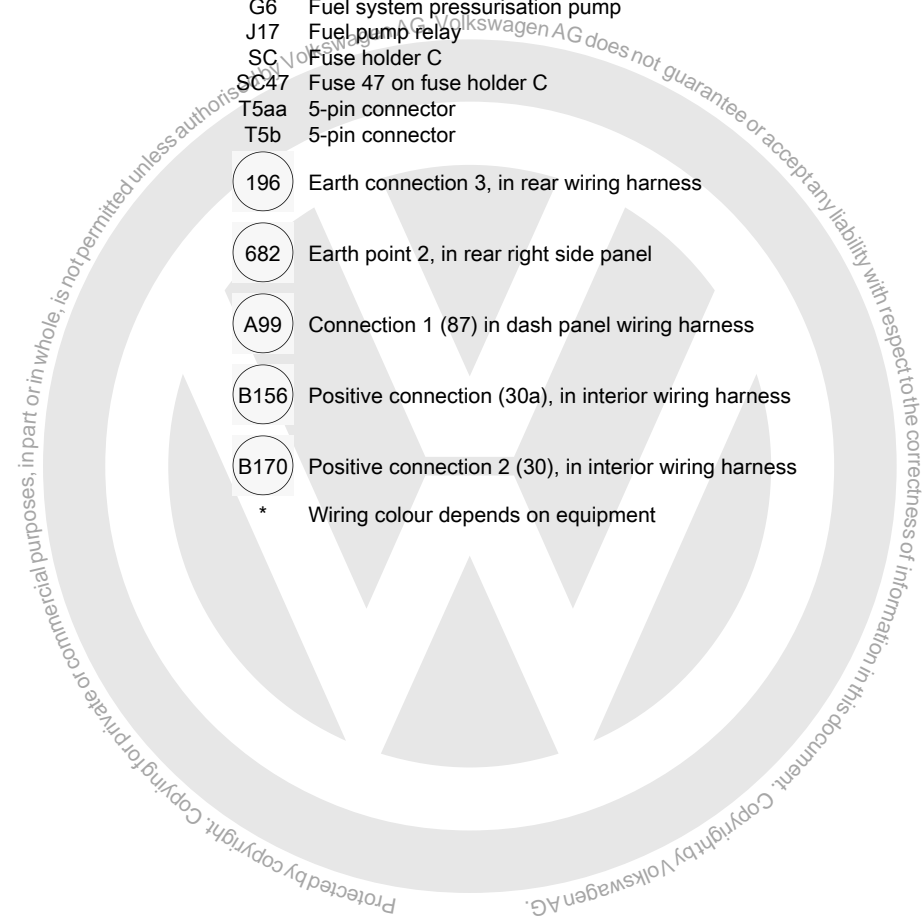 G6 Fuel system pressurisation pump
J17 Fuel pump relay
SC Fuse holder C
SC47 Fuse 47 on fuse holder C
T5aa 5-pin connector
T5b 5-pin connector
196 Earth connection 3, in rear wiring harness
682 Earth point 2, in rear right side panel
A99 Connection 1 (87) in dash panel wiring harness
B156 Positive connection (30a), in interior wiring harness
B170 Positive connection 2 (30), in interior wiring harness
* Wiring colour depends on equipment
Protected by copyright. Copying for private or commercial purposes, in part or in whole, is not permitted unless authorised by Volkswagen AG. Volkswagen AG does not guarantee or accept any liability with respect to the correctness of information in this document. Copyright by Volkswagen AG.